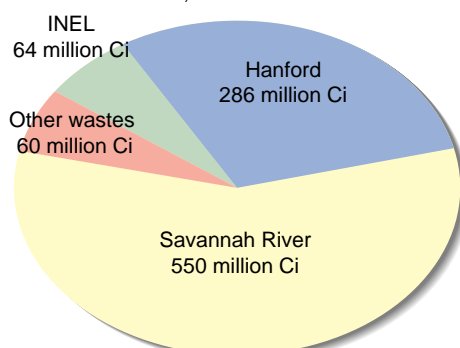 INEL
64 million Ci
Hanford
286 million Ci
Other wastes
60 million Ci
Savannah River
550 million Ci